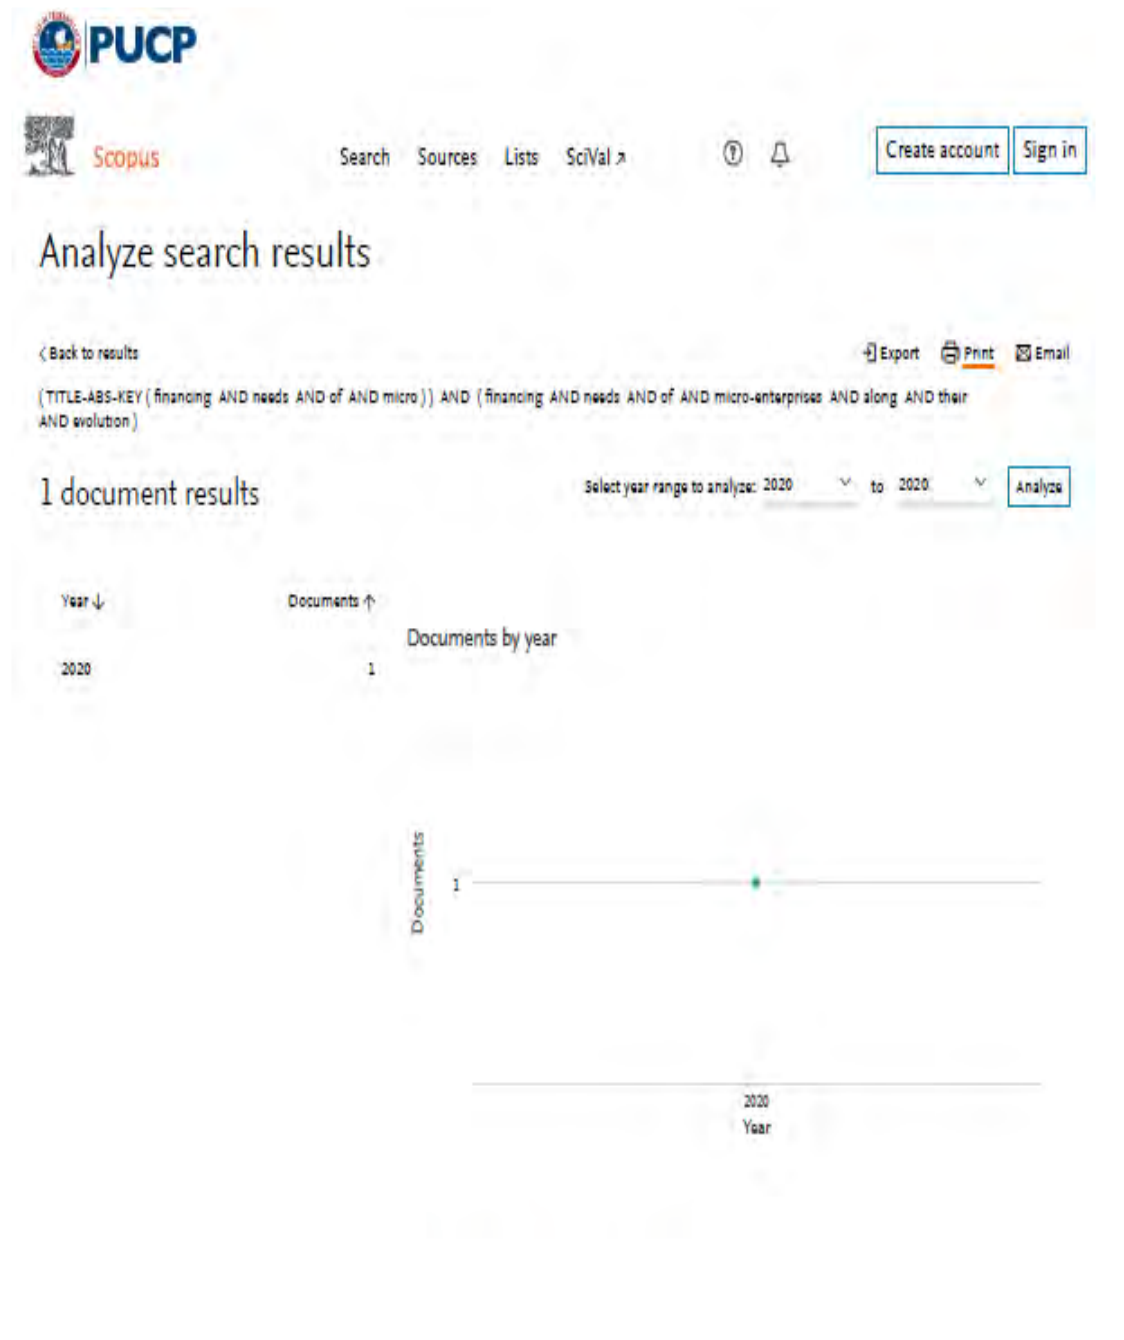 PUCP
Scopus
Search Sources Lists SciVal ↗
Create account Sign in
Analyze search results
Back to results
Export Print Email
( TITLE-ABS-KEY ( financing AND needs AND of AND micro ) ) AND ( financing AND needs AND of AND micro-enterprises AND along AND their
AND evolution )
1 document results
Select year range to analyze: 2020 to 2020 Analyze
Year ↓ Documents ↑
Documents by year
2020 1
Documents
1
2020
Year